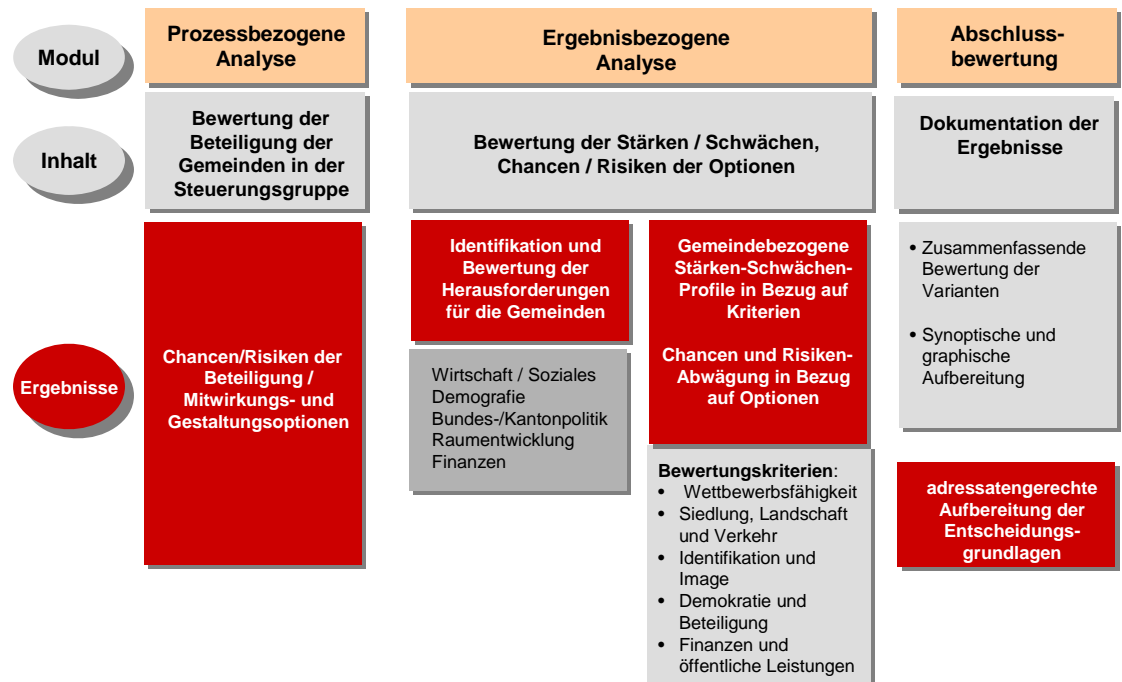 Modul
Prozessbezogene
Analyse
Ergebnisbezogene
Analyse
Abschluss-
bewertung
Inhalt
Bewertung der
Beteiligung der
Gemeinden in der
Steuerungsgruppe
Bewertung der Stärken / Schwächen,
Chancen / Risiken der Optionen
Dokumentation der
Ergebnisse
Ergebnisse
Chancen/Risiken der
Beteiligung /
Mitwirkungs- und
Gestaltungsoptionen
Identifikation und
Bewertung der
Herausforderungen
für die Gemeinden
Wirtschaft / Soziales
Demografie
Bundes-/Kantonpolitik
Raumentwicklung
Finanzen
Gemeindebezogene
Stärken-Schwächen-
Profile in Bezug auf
Kriterien
Chancen und Risiken-
Abwägung in Bezug
auf Optionen
Bewertungskriterien:
• Wettbewerbsfähigkeit
• Siedlung, Landschaft
und Verkehr
• Identifikation und
Image
• Demokratie und
Beteiligung
• Finanzen und
öffentliche Leistungen
• Zusammenfassende
Bewertung der
Varianten
• Synoptische und
graphische
Aufbereitung
adressatengerechte
Aufbereitung der
Entscheidungs-
grundlagen